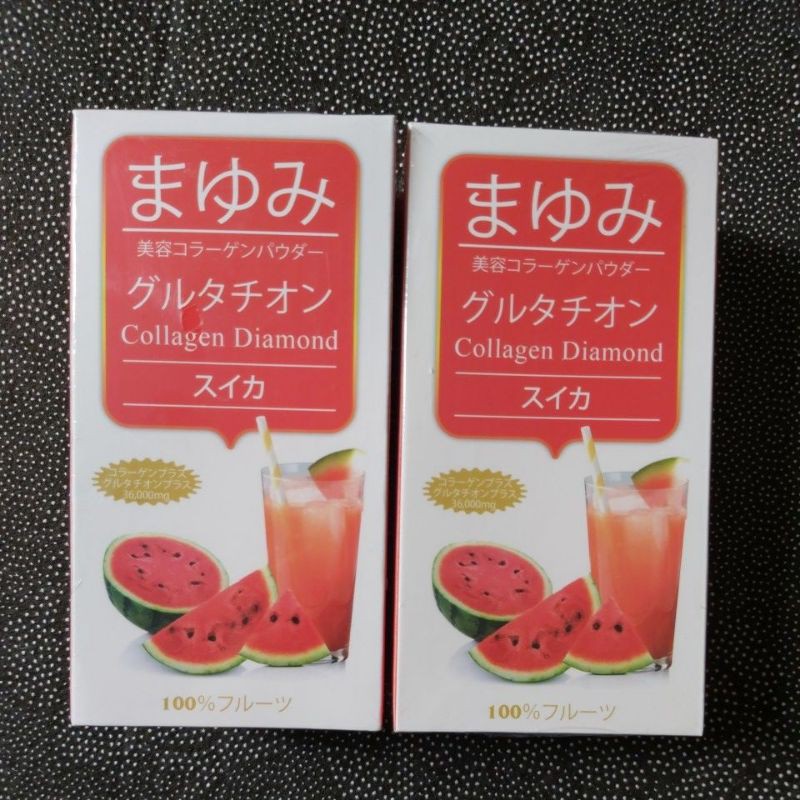 まゆみ
美容コラーゲンパウダー
グルタチオン
Collagen Diamond
スイカ
コラーゲンプラス
グルタチオンプラス
36,000mg
100%フルーツ
まゆみ
美容コラーゲンパウダー
グルタチオン
Collagen Diamond
スイカ
コラーゲンプラス
グルタチオンプラス
36,000mg
100%フルーツ